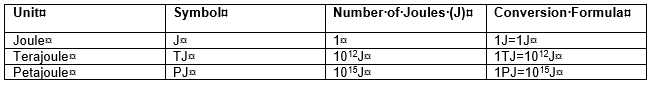 Unit¤ Symbol¤ Number·of·Joules·(J)¤ Conversion·Formula¤
Joule¤ J¤ 1¤ 1J=1J¤
Terajoule¤ TJ¤ 10¹²J¤ 1TJ=10¹²J¤
Petajoule¤ PJ¤ 10¹⁵J¤ 1PJ=10¹⁵J¤